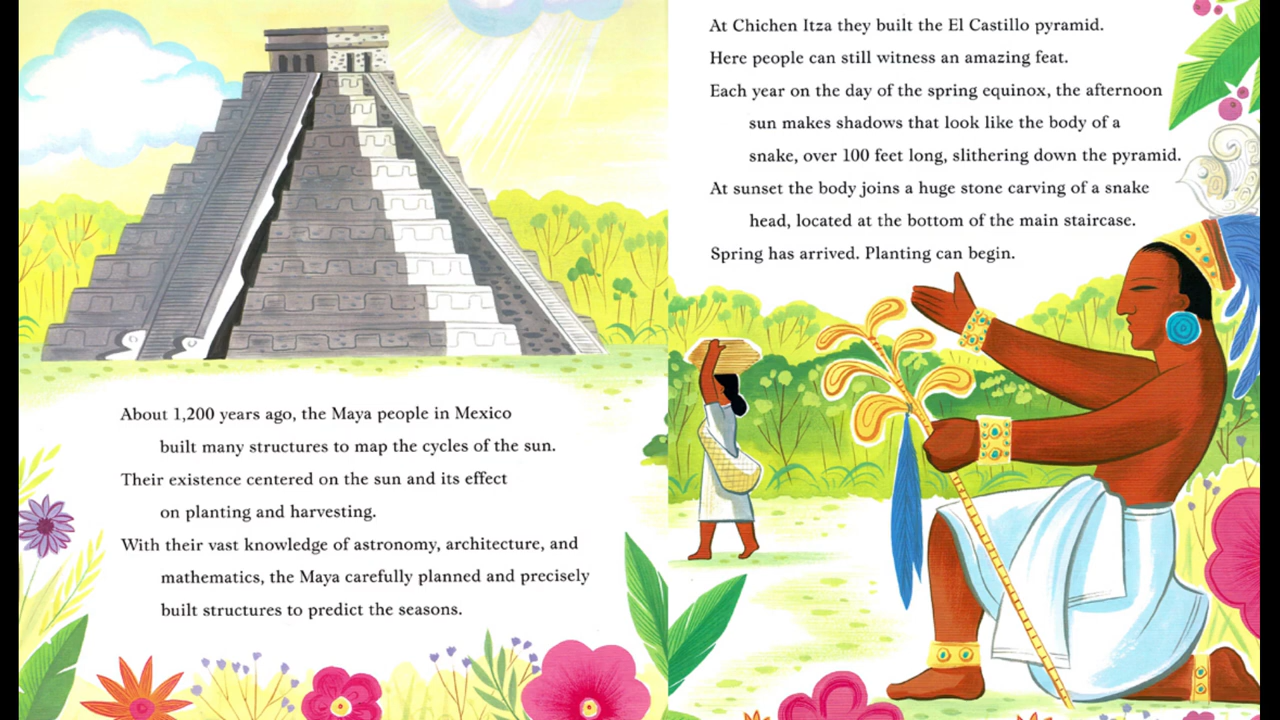 About 1,200 years ago, the Maya people in Mexico
built many structures to map the cycles of the sun.
Their existence centered on the sun and its effect
on planting and harvesting.
With their vast knowledge of astronomy, architecture, and
mathematics, the Maya carefully planned and precisely
built structures to predict the seasons.
At Chichen Itza they built the El Castillo pyramid.
Here people can still witness an amazing feat.
Each year on the day of the spring equinox, the afternoon
sun makes shadows that look like the body of a
snake, over 100 feet long, slithering down the pyramid.
At sunset the body joins a huge stone carving of a snake
head, located at the bottom of the main staircase.
Spring has arrived. Planting can begin.